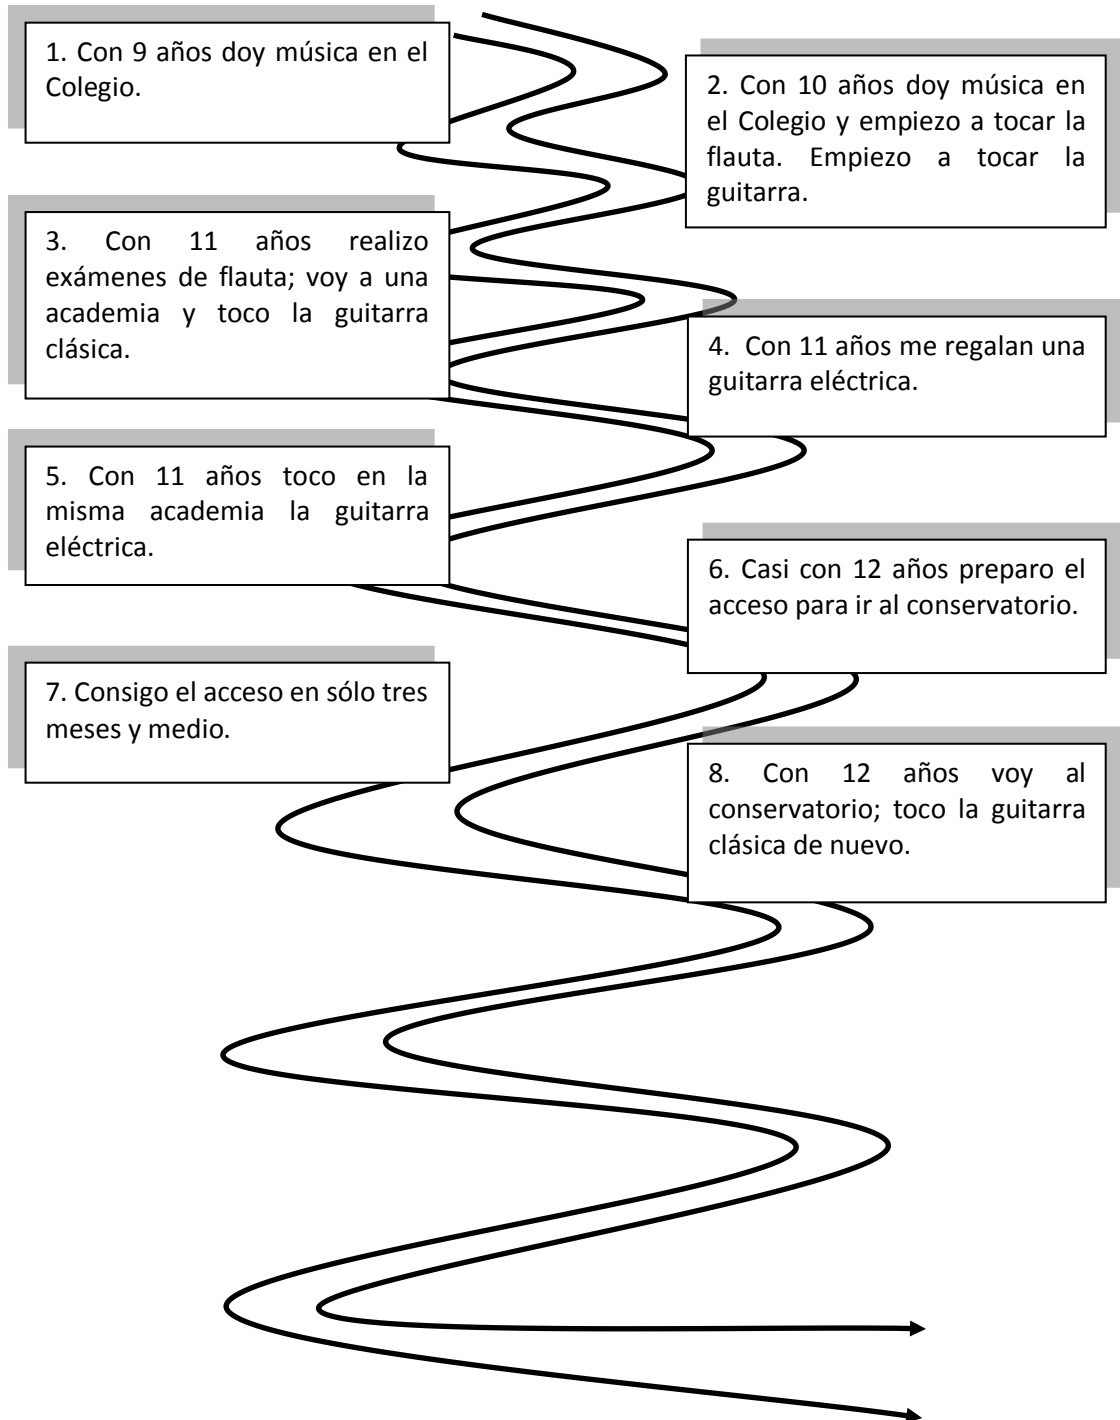 1. Con 9 años doy música en el
Colegio.
2. Con 10 años doy música en
el Colegio y empiezo a tocar la
flauta. Empiezo a tocar la
guitarra.
3. Con 11 años realizo
exámenes de flauta; voy a una
academia y toco la guitarra
clásica.
4. Con 11 años me regalan una
guitarra eléctrica.
5. Con 11 años toco en la
misma academia la guitarra
eléctrica.
6. Casi con 12 años preparo el
acceso para ir al conservatorio.
7. Consigo el acceso en sólo tres
meses y medio.
8. Con 12 años voy al
conservatorio; toco la guitarra
clásica de nuevo.